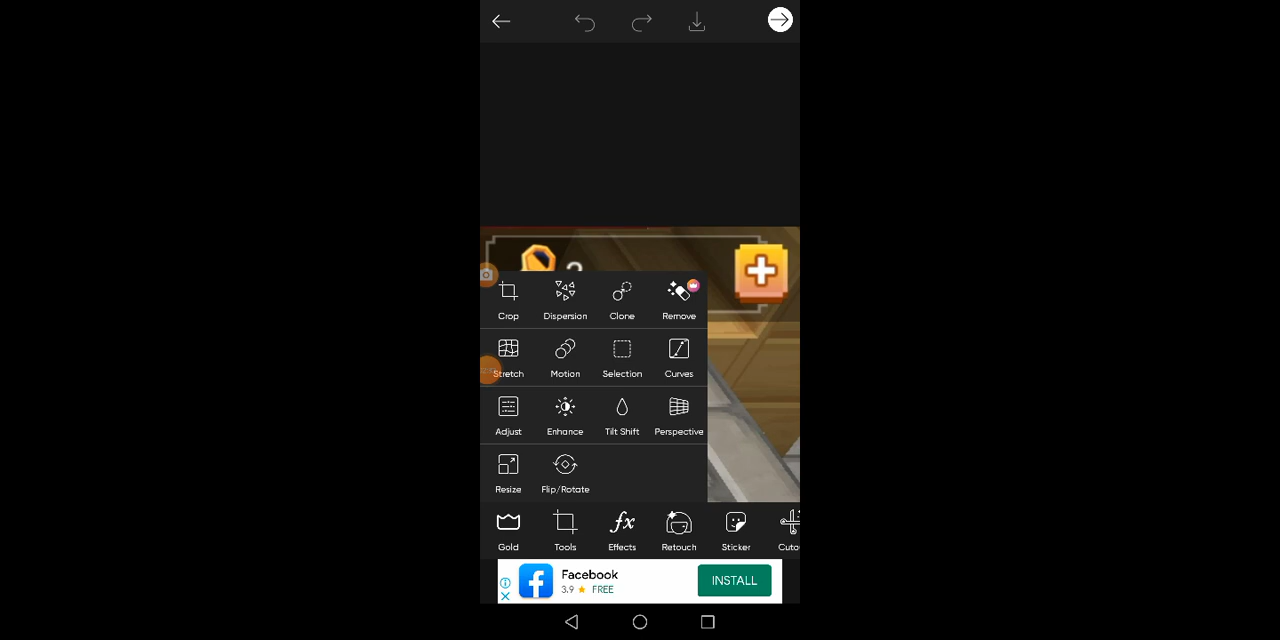 Crop Dispersion Clone Remove
Stretch Motion Selection Curves
Adjust Enhance Tilt Shift Perspective
Resize Flip/Rotate
Gold Tools Effects Retouch Sticker
Facebook
3.9 ★ FREE
INSTALL